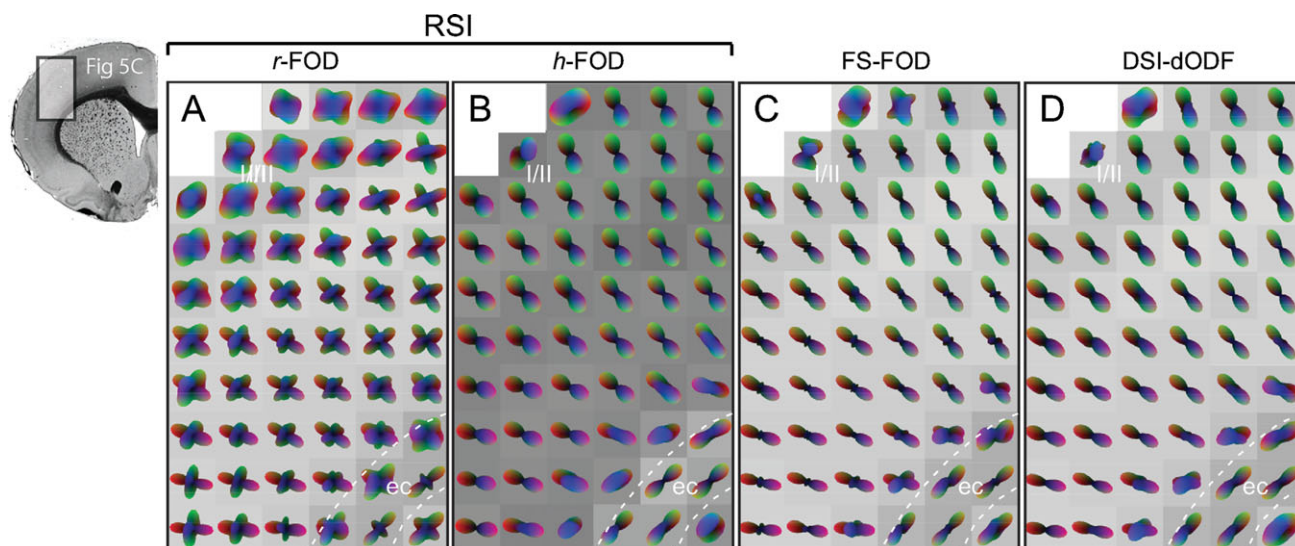 RSI
r-FOD h-FOD FS-FOD DSI-dODF
Fig 5C
A B C D
I/II I/II I/II I/II
ec ec ec ec